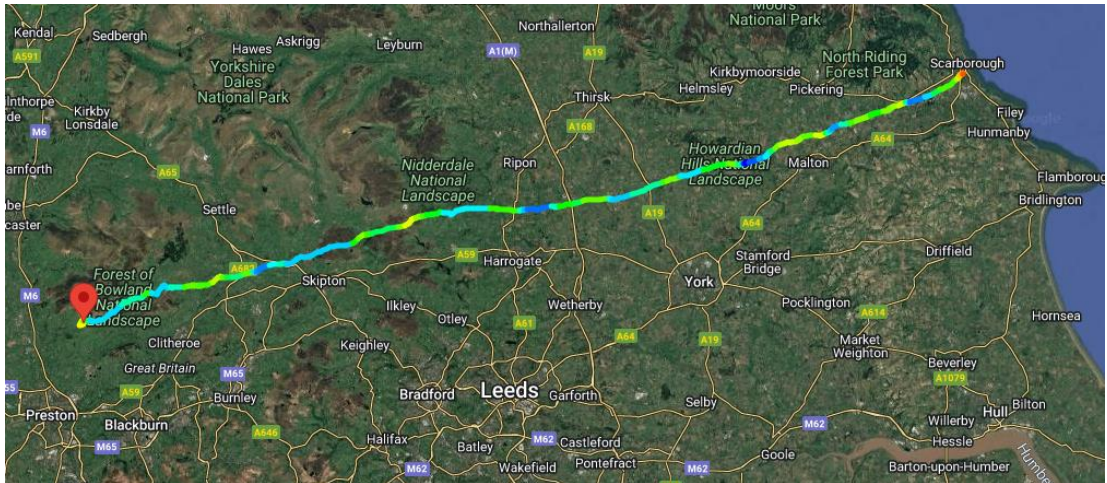 Moors
National Park
Northallerton
Kendal
Sedbergh
Hawes
Askrigg
Leyburn
A591
A684
A1(M)
A19
North Riding
Forest Park
Scarborough
Yorkshire
Dales
National Park
Kirkbymoorside
Pickering
Helmsley
Thirsk
Kirkby
Lonsdale
M6
A168
Filey
Hunmanby
A64
Howardian
Hills National
Landscape
Malton
Ripon
Nidderdale
National
Landscape
A65
Flamborough
Bridlington
Settle
A19
A64
Driffield
Stamford
Bridge
A59
Harrogate
York
Skipton
A682
Forest of
Bowland
National
Landscape
M6
Wetherby
Pocklington
A614
Hornsea
Ilkley
Otley
A61
A64
A19
Market
Weighton
Clitheroe
Keighley
Great Britain
M65
Beverley
A1079
Leeds
Bradford
Garforth
Selby
A59
Burnley
Preston
Blackburn
Willerby
Hull
Bilton
M65
A646
Halifax
Batley
M62
Castleford
M62
Goole
Hessle
M62
Wakefield
Pontefract
M62
Barton-upon-Humber
Humbe